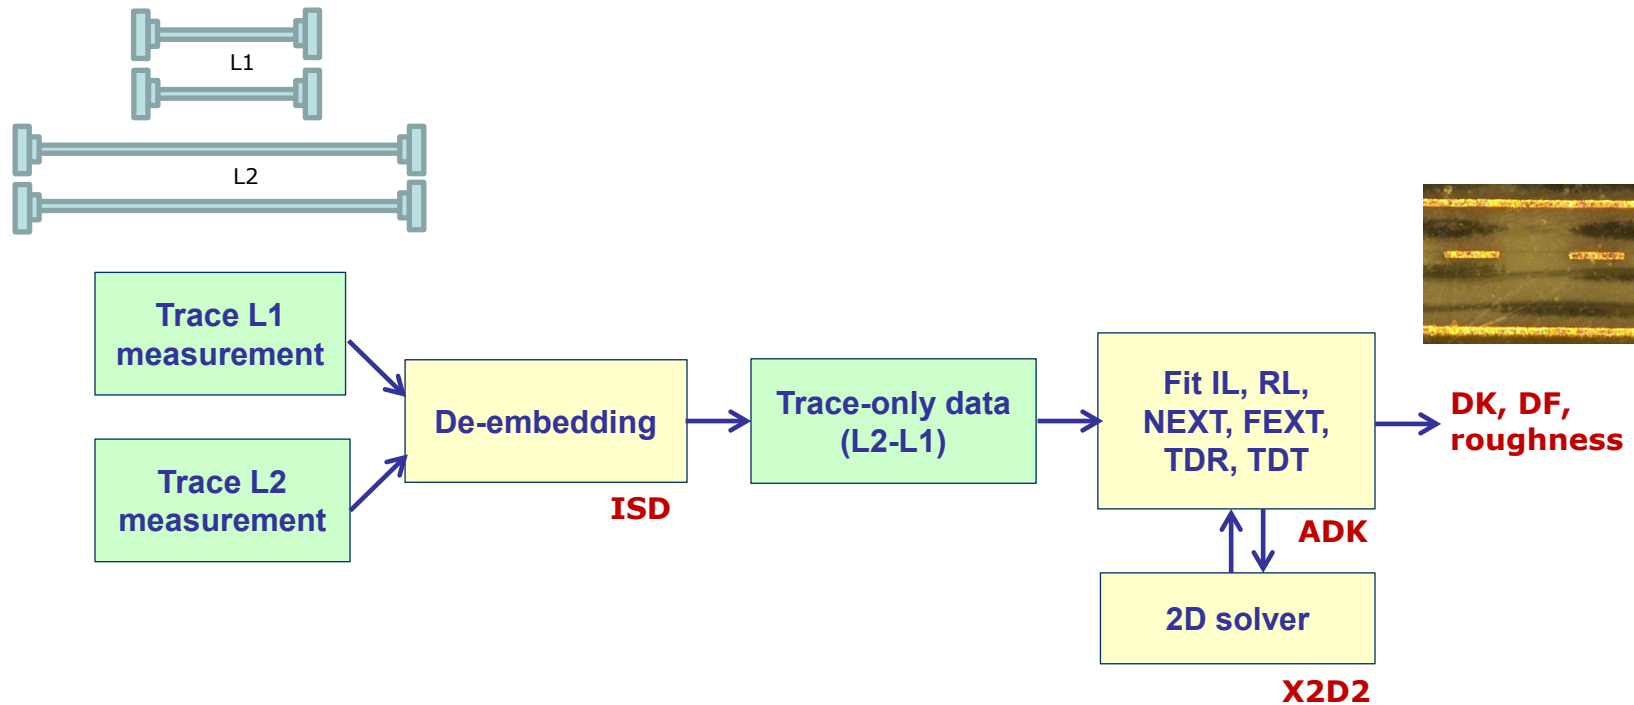 L1
L2
Trace L1
measurement
Trace L2
measurement
De-embedding
ISD
Trace-only data
(L2-L1)
Fit IL, RL,
NEXT, FEXT,
TDR, TDT
ADK
2D solver
X2D2
DK, DF,
roughness